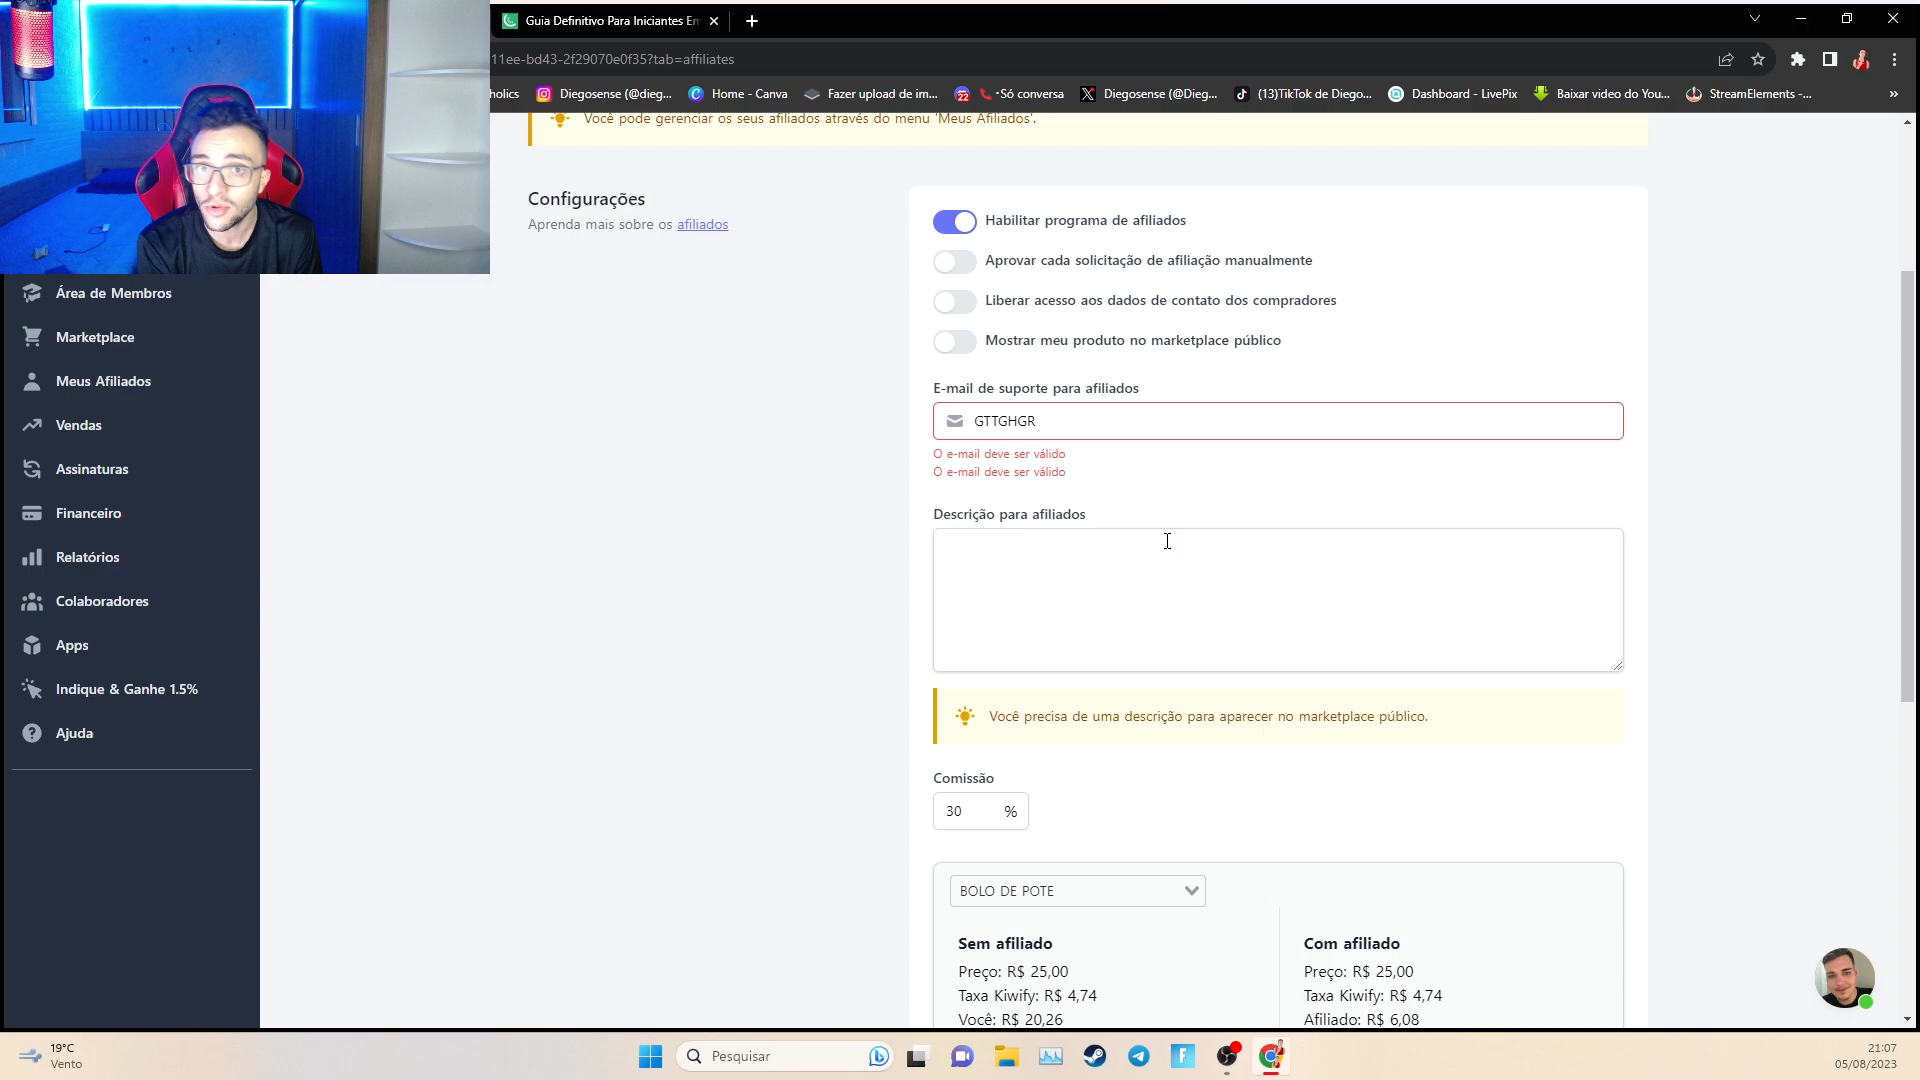 Guia Definitivo Para Iniciantes Em
11ee-bd43-2f29070e0f35?tab=affiliates
holics
Diegosense (@dieg...
Home - Canva
Fazer upload de im...
22
Só conversa
Diegosense (@Dieg...
(13)TikTok de Diego...
Dashboard - LivePix
Baixar video do You...
StreamElements -...
»
Você pode gerenciar os seus afiliados através do menu 'Meus Afiliados'.
Configurações
Aprenda mais sobre os afiliados
Habilitar programa de afiliados
Aprovar cada solicitação de afiliação manualmente
Liberar acesso aos dados de contato dos compradores
Mostrar meu produto no marketplace público
E-mail de suporte para afiliados
GTTGHGR
O e-mail deve ser válido
O e-mail deve ser válido
Descrição para afiliados
Você precisa de uma descrição para aparecer no marketplace público.
Comissão
30 %
BOLO DE POTE
Sem afiliado
Preço: R$ 25,00
Taxa Kiwify: R$ 4,74
Você: R$ 20,26
Com afiliado
Preço: R$ 25,00
Taxa Kiwify: R$ 4,74
Afiliado: R$ 6,08
Área de Membros
Marketplace
Meus Afiliados
Vendas
Assinaturas
Financeiro
Relatórios
Colaboradores
Apps
Indique & Ganhe 1.5%
Ajuda
19°C
Vento
Pesquisar
21:07
05/08/2023